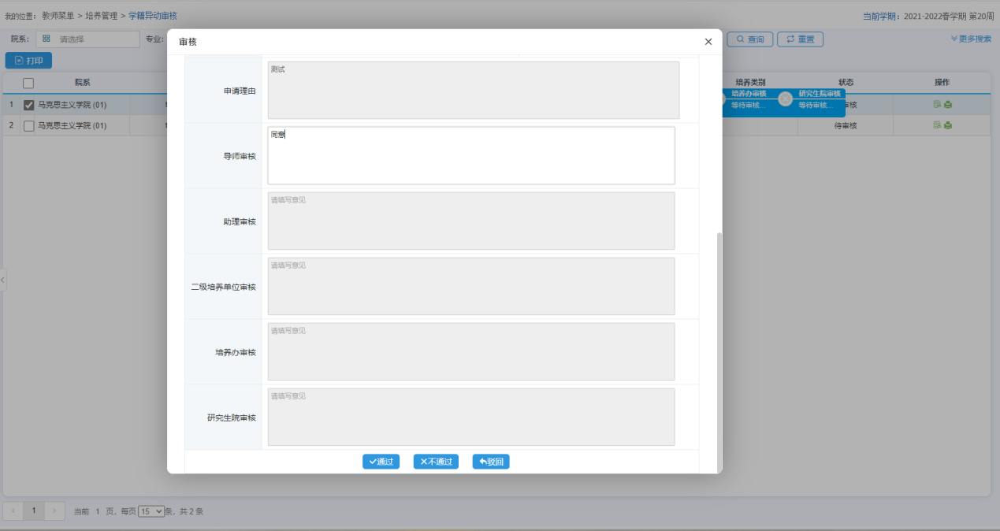 我的位置：教师菜单 > 培养管理 > 学籍异动审核
当前学期：2021-2022春学期 第20周
院系： 请选择 专业：
查询 重置 更多搜索
打印
审核
院系 培养类别 状态 操作
1 马克思主义学院 (01) 1
培养办审核 研究生院审核
等待审核... 等待审核... 审核
2 马克思主义学院 (01) 1 待审核
申请理由 测试
导师审核 同意
助理审核 请填写意见
二级培养单位审核 请填写意见
培养办审核 请填写意见
研究生院审核 请填写意见
通过 不通过 驳回
1 当前 1 页, 每页 15 条, 共 2 条